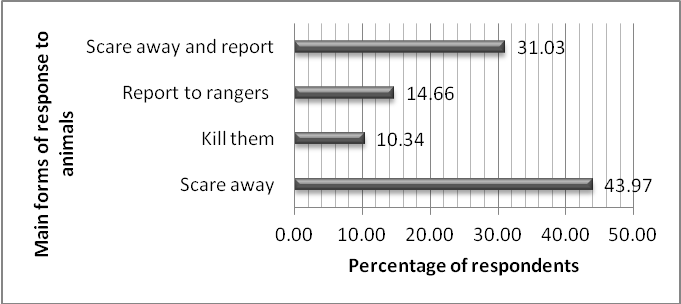 Main forms of response to
animals
Scare away and report
31.03
Report to rangers
14.66
Kill them
10.34
Scare away
43.97
0.00 10.00 20.00 30.00 40.00 50.00
Percentage of respondents